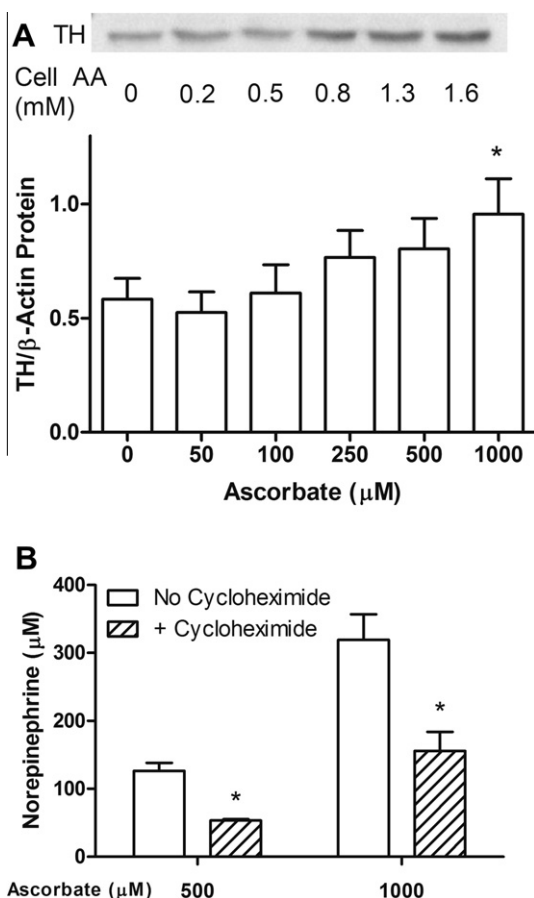 A TH
Cell AA (mM) 0 0.2 0.5 0.8 1.3 1.6
*
TH/β-Actin Protein
1.0
0.5
0.0
0 50 100 250 500 1000
Ascorbate (μM)
B
400
300
200
100
0
Norepinephrine (μM)
No Cycloheximide
+ Cycloheximide
* *
Ascorbate (μM) 500 1000